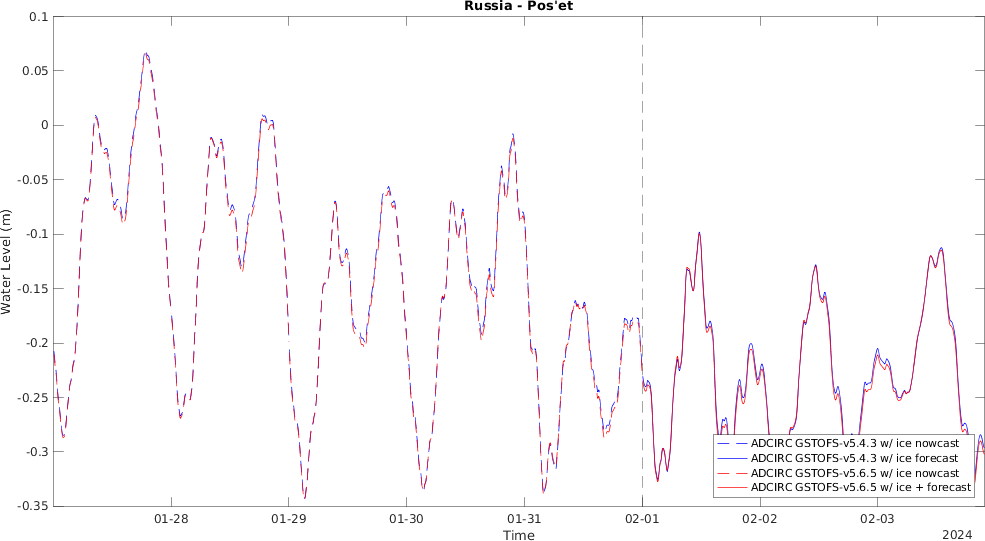 Russia - Pos'et
0.1
0.05
0
-0.05
-0.1
-0.15
-0.2
-0.25
-0.3
-0.35
Water Level (m)
01-28
01-29
01-30
01-31
02-01
02-02
02-03
Time
2024
ADCIRC GSTOFS-v5.4.3 w/ ice nowcast
ADCIRC GSTOFS-v5.4.3 w/ ice forecast
ADCIRC GSTOFS-v5.6.5 w/ ice nowcast
ADCIRC GSTOFS-v5.6.5 w/ ice + forecast